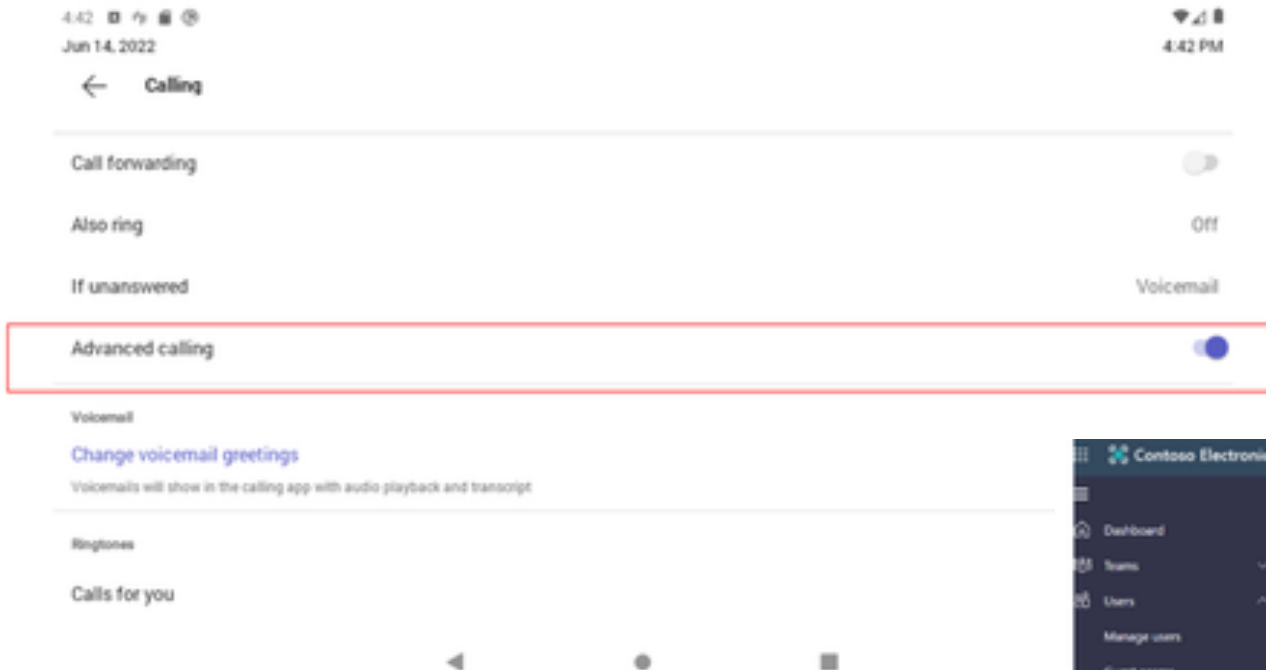 4:42
Jun 14, 2022
4:42 PM
Calling
Call forwarding
Also ring Off
If unanswered Voicemail
Advanced calling
Voicemail
Change voicemail greetings
Voicemails will show in the calling app with audio playback and transcript
Ringtones
Calls for you
Contoso Electronic
Dashboard
Teams
Users
Manage users